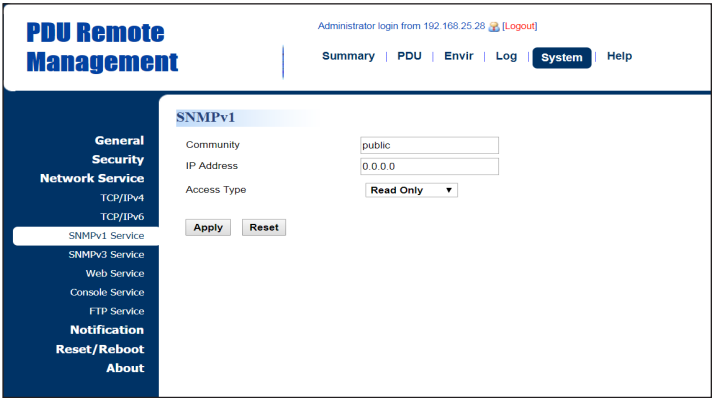 PDU Remote
Management
Administrator login from 192.168.25.28 [Logout]
Summary | PDU | Envir | Log | System | Help
General
Security
Network Service
TCP/IPv4
TCP/IPv6
SNMPv1 Service
SNMPv3 Service
Web Service
Console Service
FTP Service
Notification
Reset/Reboot
About
SNMPv1
Community public
IP Address 0.0.0.0
Access Type Read Only ▼
Apply Reset